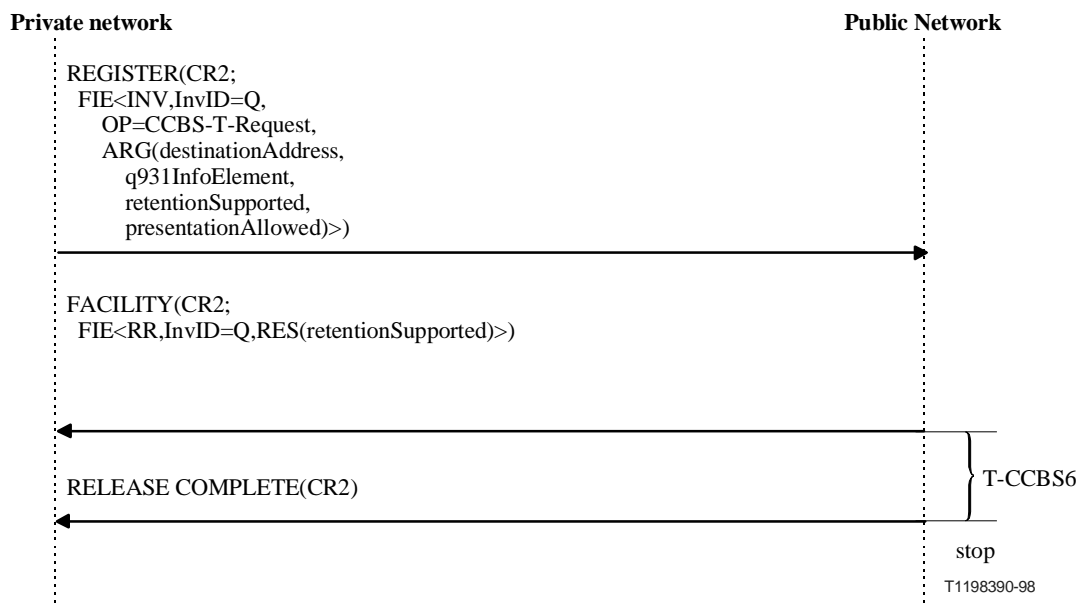 Private network
Public Network
REGISTER(CR2;
FIE<INV,InvID=Q,
OP=CCBS-T-Request,
ARG(destinationAddress,
q931InfoElement,
retentionSupported,
presentationAllowed)>)
FACILITY(CR2;
FIE<RR,InvID=Q,RES(retentionSupported)>)
RELEASE COMPLETE(CR2)
T-CCBS6
stop
T1198390-98